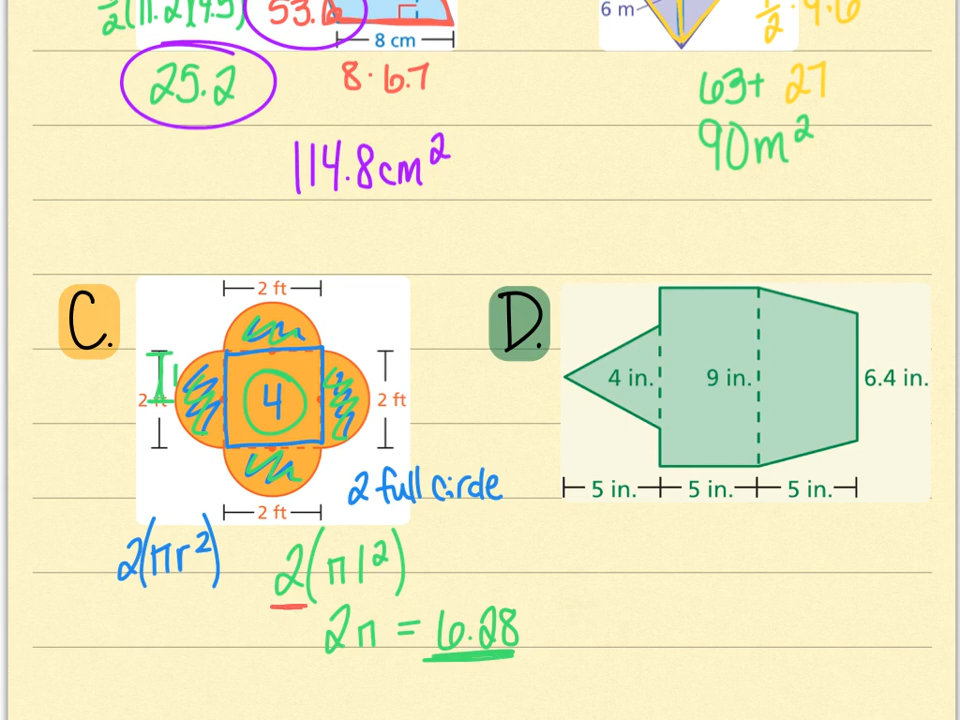 53.6
8 cm
6 m
25.2
8·6.7
63+ 27
114.8cm²
90m²
C.
2 ft
D.
2 ft
4
2 ft
4 in.
9 in.
6.4 in.
2 full circle
2 ft
5 in.
5 in.
5 in.
2(πr²)
2(π1²)
2π = 6.28